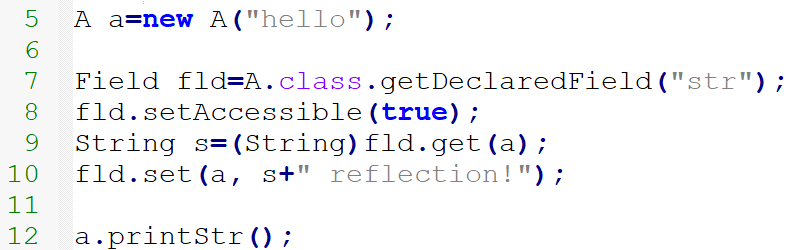 5 A a=new A("hello");
6
7 Field fld=A.class.getDeclaredField("str");
8 fld.setAccessible(true);
9 String s=(String)fld.get(a);
10 fld.set(a, s+" reflection!");
11
12 a.printStr();